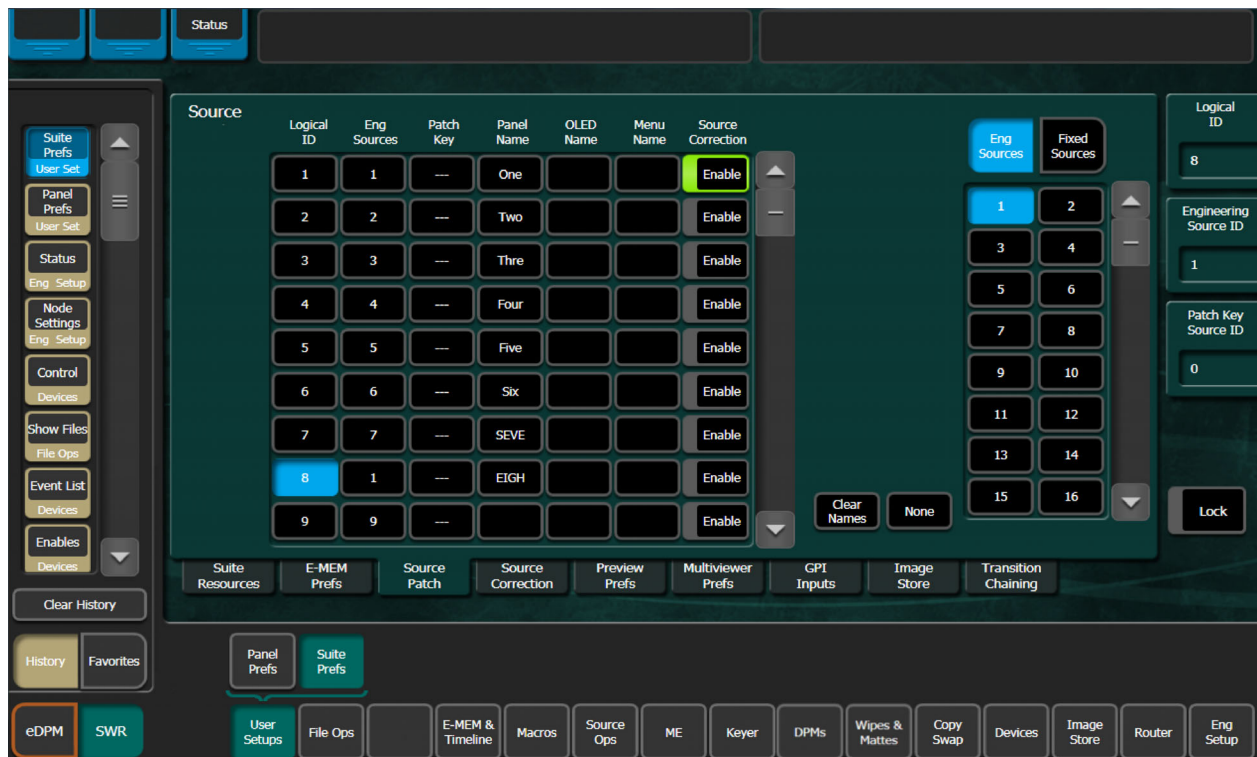 Status
Suite
Prefs
User Set
Panel
Prefs
User Set
Status
Eng Setup
Node
Settings
Eng Setup
Control
Devices
Show Files
File Ops
Event List
Devices
Enables
Devices
Clear History
History Favorites
eDPM SWR
Source
Logical Eng Patch Panel OLED Menu Source
ID Sources Key Name Name Name Correction
1 1 --- One Enable
2 2 --- Two Enable
3 3 --- Thre Enable
4 4 --- Four Enable
5 5 --- Five Enable
6 6 --- Six Enable
7 7 --- SEVE Enable
8 1 --- EIGH Enable
9 9 --- Enable
Clear
Names
None
Eng
Sources
Fixed
Sources
1 2
3 4
5 6
7 8
9 10
11 12
13 14
15 16
Logical
ID
8
Engineering
Source ID
1
Patch Key
Source ID
0
Lock
Suite E-MEM Source Source Preview Multiviewer GPI Image Transition
Resources Prefs Patch Correction Prefs Prefs Inputs Store Chaining
Panel Suite
Prefs Prefs
User
Setups
File Ops
E-MEM &
Timeline
Macros
Source
Ops
ME
Keyer
DPMs
Wipes &
Mattes
Copy
Swap
Devices
Image
Store
Router
Eng
Setup